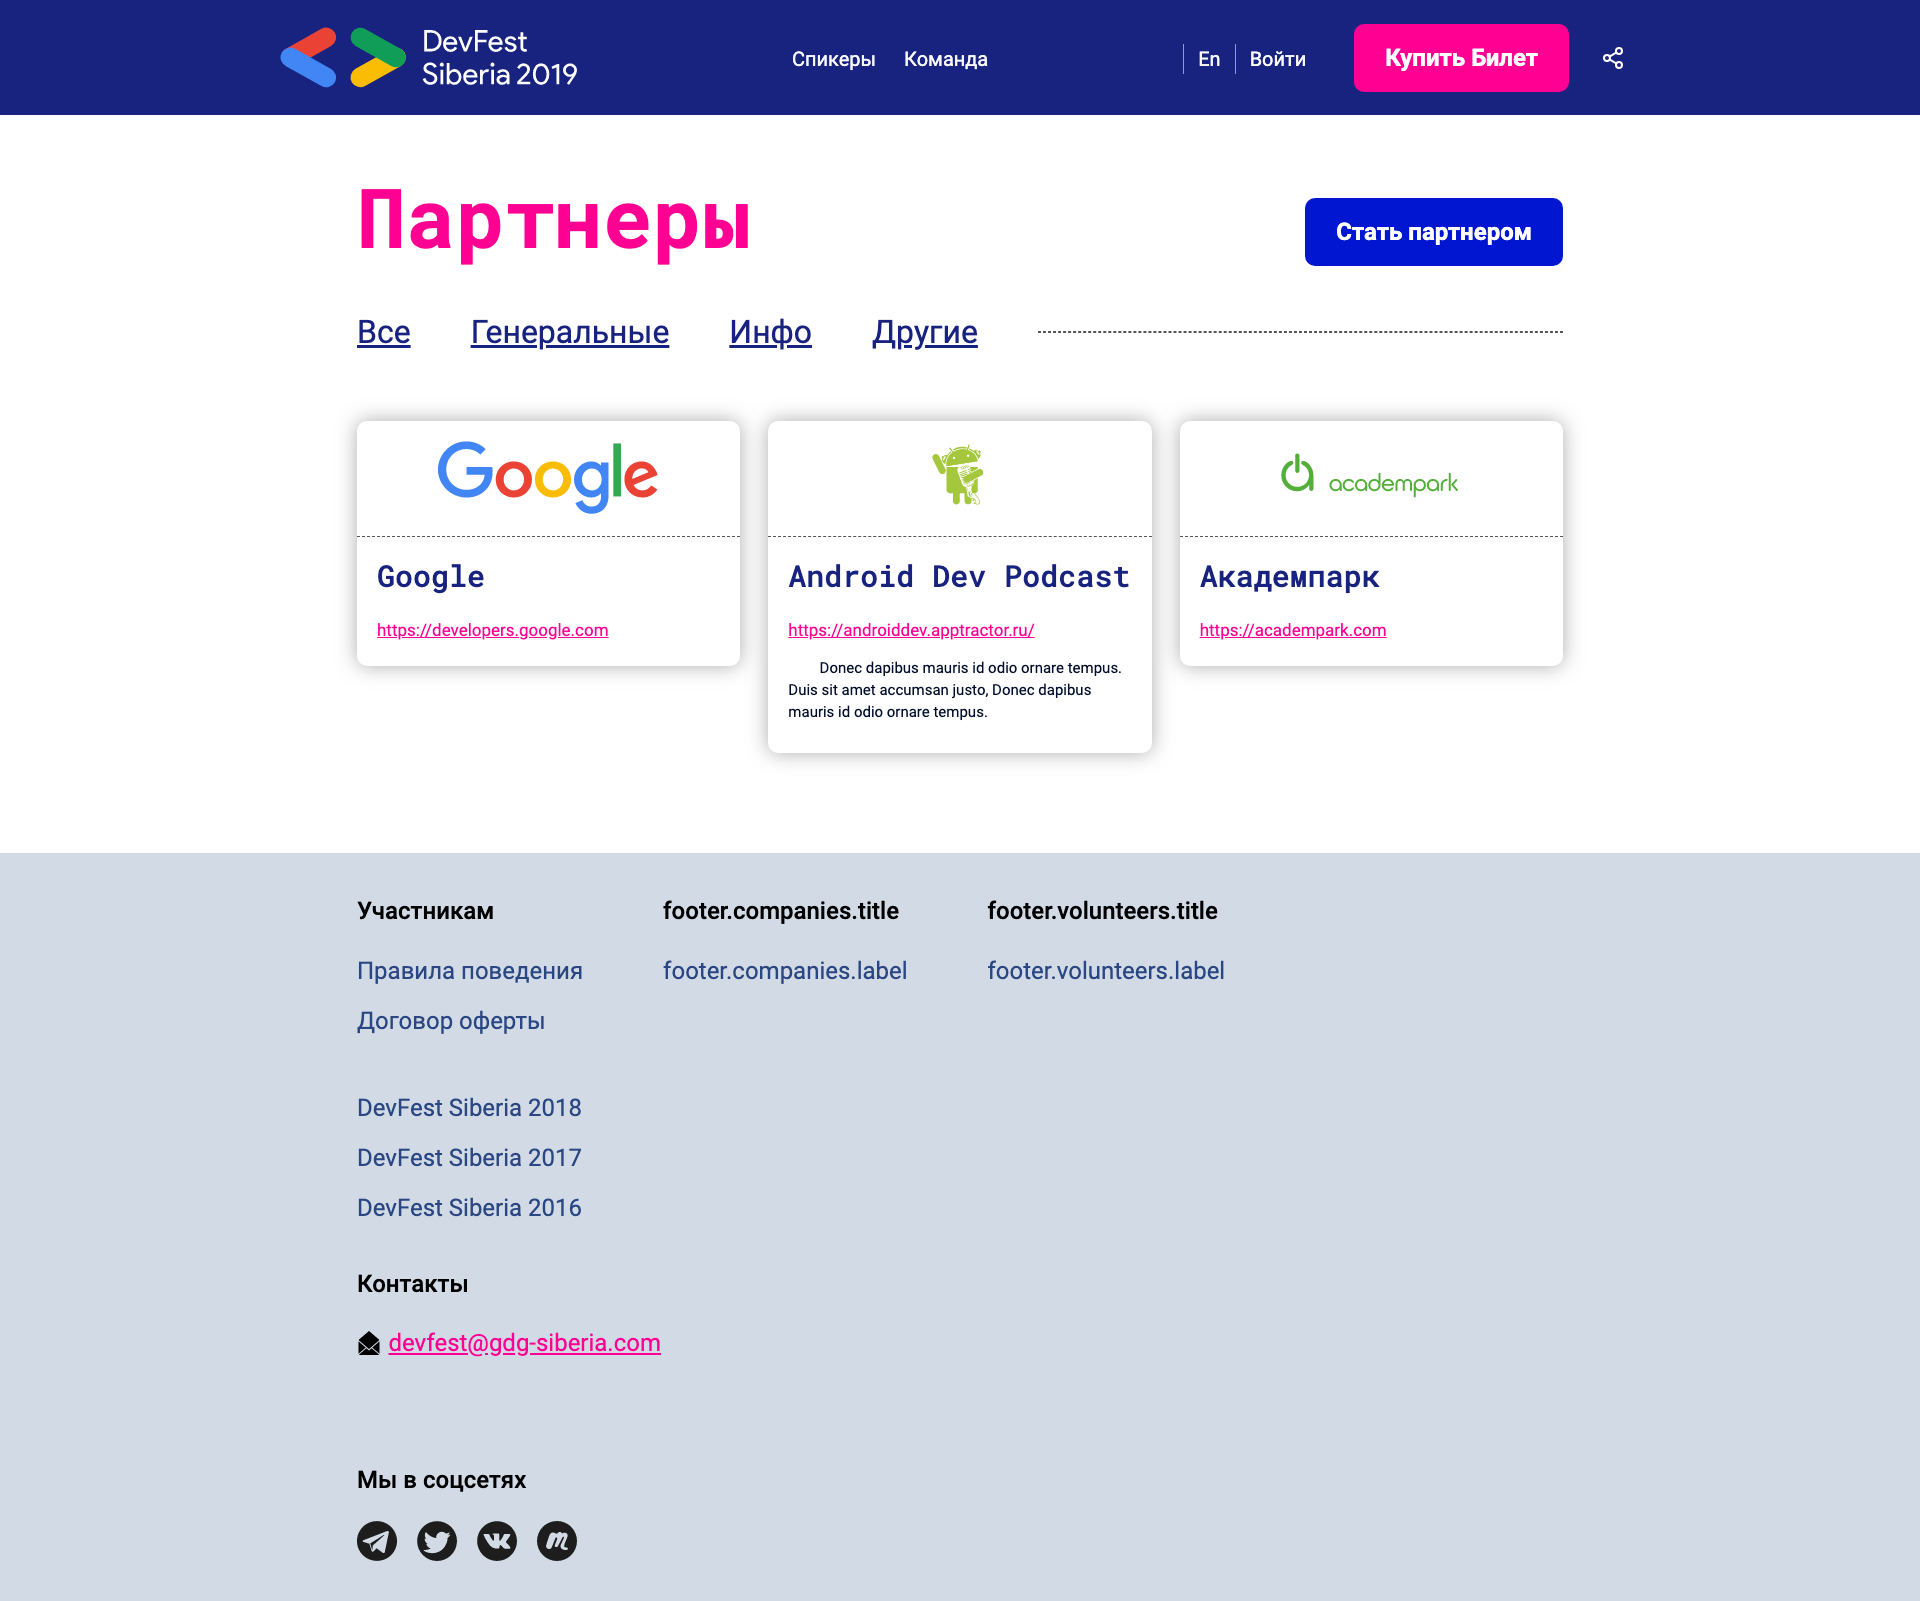 DevFest
Siberia 2019
Спикеры
Команда
En
Войти
Купить Билет
Партнеры
Стать партнером
Все
Генеральные
Инфо
Другие
Google
academpark
Google
Android Dev Podcast
Академпарк
https://developers.google.com
https://androiddev.apptractor.ru/
https://academpark.com
Donec dapibus mauris id odio ornare tempus.
Duis sit amet accumsan justo, Donec dapibus
mauris id odio ornare tempus.
Участникам
footer.companies.title
footer.volunteers.title
Правила поведения
footer.companies.label
footer.volunteers.label
Договор оферты
DevFest Siberia 2018
DevFest Siberia 2017
DevFest Siberia 2016
Контакты
devfest@gdg-siberia.com
Мы в соцсетях